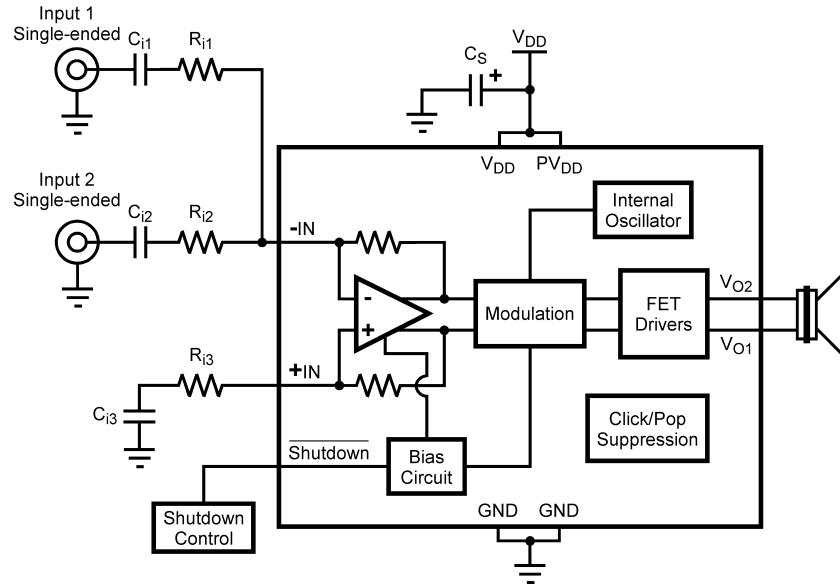 Input 1
Single-ended
Ci1
Ri1
CS
+
VDD
VDD
PVDD
Input 2
Single-ended
Ci2
Ri2
-IN
Internal
Oscillator
-
+
Modulation
FET
Drivers
VO2
VO1
Ri3
+IN
Ci3
Shutdown
Bias
Circuit
Click/Pop
Suppression
Shutdown
Control
GND
GND